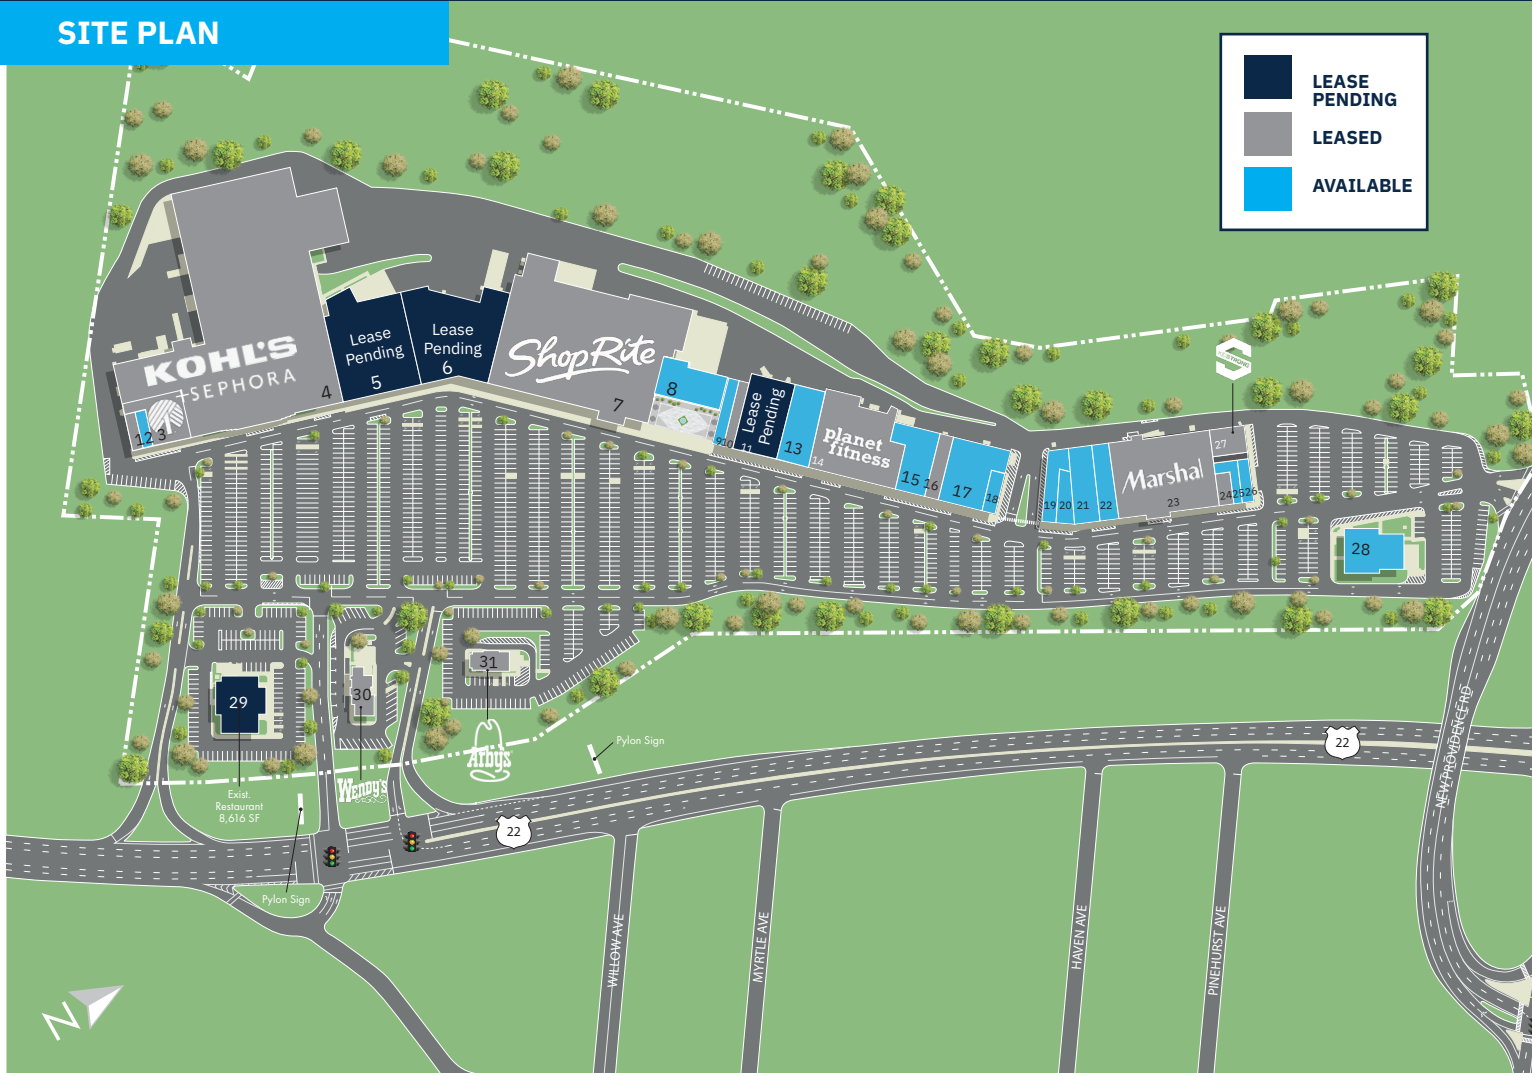 SITE PLAN
LEASE
PENDING
LEASED
AVAILABLE
KOHL'S
+SEPHORA
1 2 3
4
Lease
Pending
5
Lease
Pending
6
ShopRite
7
8
9 10
11
Lease
Pending
13
14
planet
fitness
15
16
17
18
19
20
21
22
Marshal
23
24
25
26
27
28
29
30
31
Exist.
Restaurant
8,616 SF
Wendy's
Arby's
Pylon Sign
Pylon Sign
22
22
WILLOW AVE
MYRTLE AVE
HAVEN AVE
PINEHURST AVE
NEW PROVIDENCE RD
N